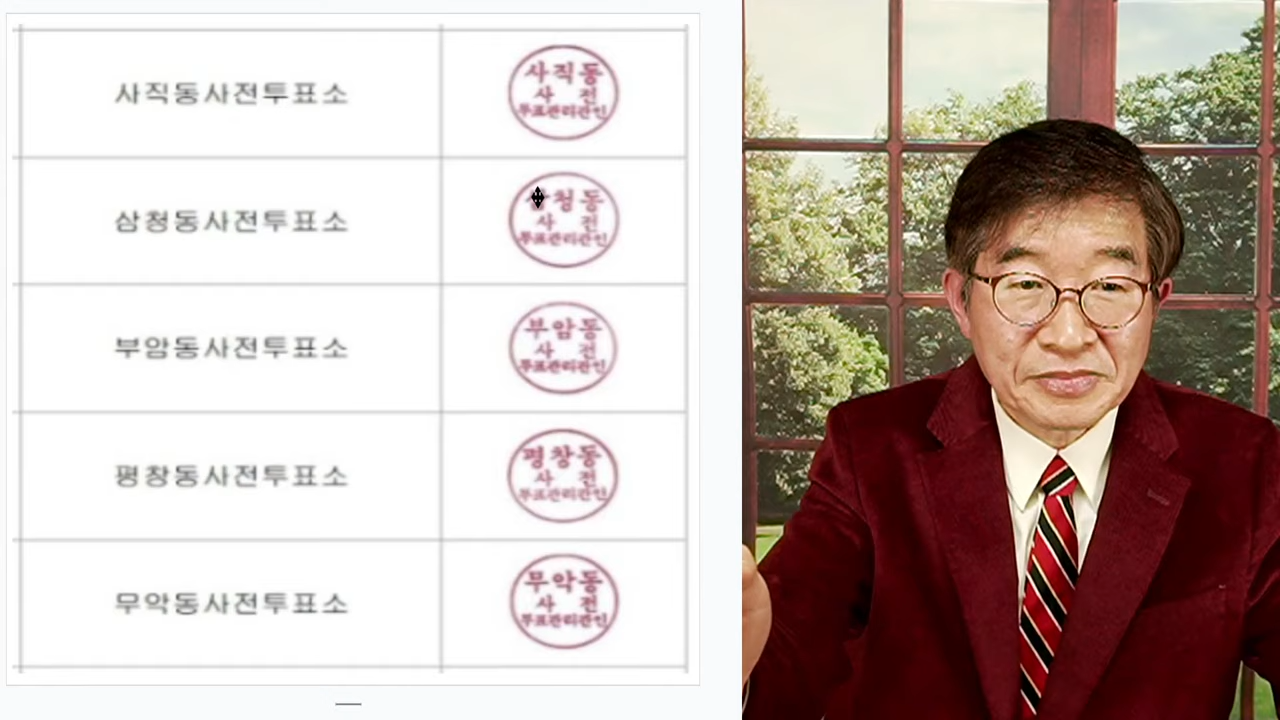 사직동사전투표소
사직동
사 전
투표관리관인
삼청동사전투표소
청동
사 전
투표관리관인
부암동사전투표소
부암동
사 전
투표관리관인
평창동사전투표소
평창동
사 전
투표관리관인
무악동사전투표소
무악동
사 전
투표관리관인